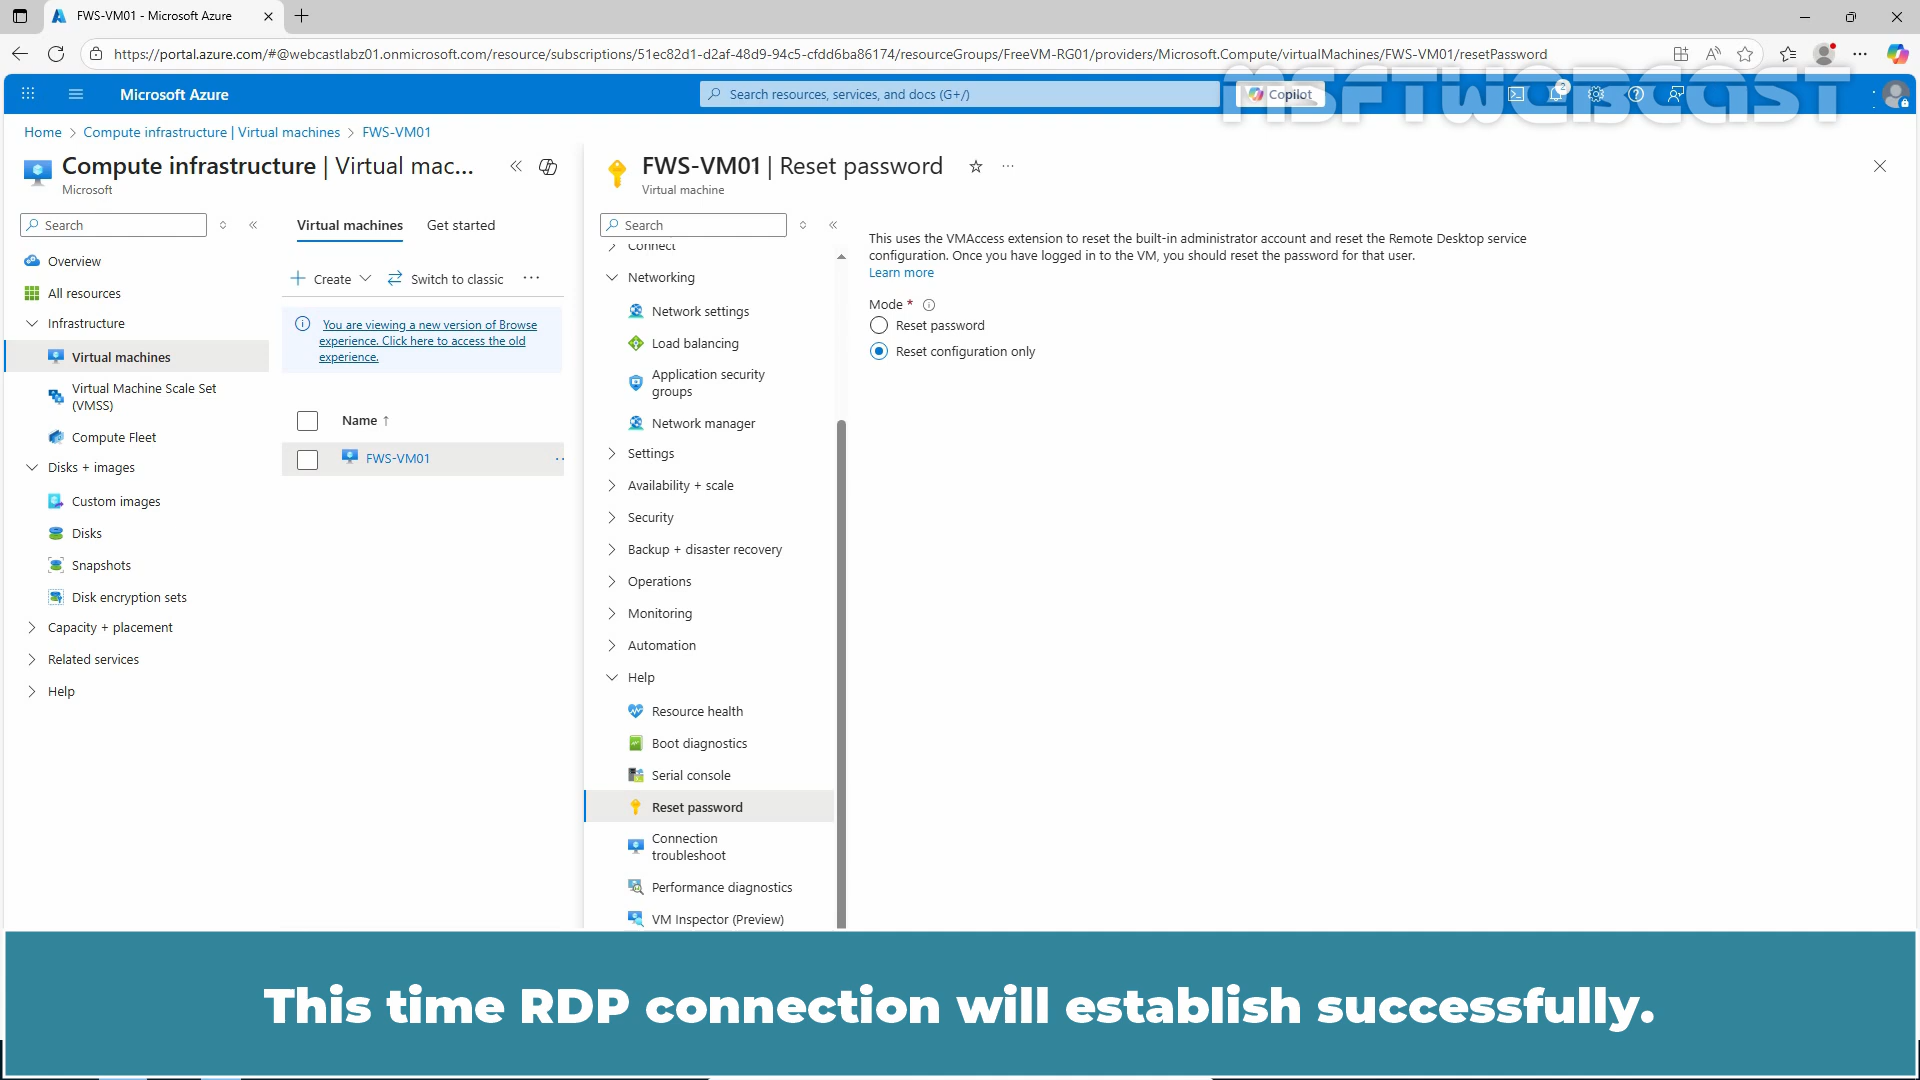 FWS-VM01 - Microsoft Azure
https://portal.azure.com/#@webcastlabz01.onmicrosoft.com/resource/subscriptions/51ec82d1-d2af-48d9-94c5-cfdd6ba86174/resourceGroups/FreeVM-RG01/providers/Microsoft.Compute/virtualMachines/FWS-VM01/resetPassword
MSFTWEBCAST
Microsoft Azure
Search resources, services, and docs (G+/)
Copilot
2
Home > Compute infrastructure | Virtual machines > FWS-VM01
Compute infrastructure | Virtual mac...
Microsoft
Search
Overview
All resources
Infrastructure
Virtual machines
Virtual Machine Scale Set
(VMSS)
Compute Fleet
Disks + images
Custom images
Disks
Snapshots
Disk encryption sets
Capacity + placement
Related services
Help
Virtual machines
Get started
Create
Switch to classic
You are viewing a new version of Browse
experience. Click here to access the old
experience.
Name ↑
FWS-VM01
FWS-VM01 | Reset password
Virtual machine
Search
Connect
Networking
Network settings
Load balancing
Application security
groups
Network manager
Settings
Availability + scale
Security
Backup + disaster recovery
Operations
Monitoring
Automation
Help
Resource health
Boot diagnostics
Serial console
Reset password
Connection
troubleshoot
Performance diagnostics
VM Inspector (Preview)
This uses the VMAccess extension to reset the built-in administrator account and reset the Remote Desktop service
configuration. Once you have logged in to the VM, you should reset the password for that user.
Learn more
Mode *
Reset password
Reset configuration only
This time RDP connection will establish successfully.